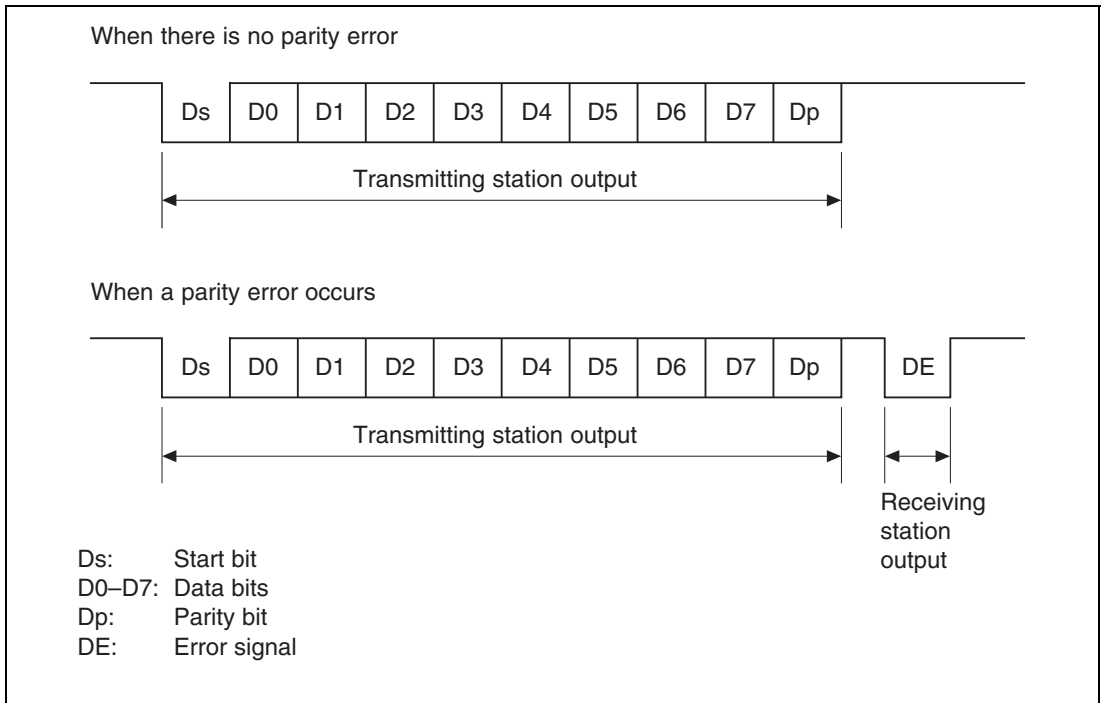 When there is no parity error
Ds D0 D1 D2 D3 D4 D5 D6 D7 Dp
Transmitting station output
When a parity error occurs
Ds D0 D1 D2 D3 D4 D5 D6 D7 Dp DE
Transmitting station output
Receiving
station
output
Ds: Start bit
D0–D7: Data bits
Dp: Parity bit
DE: Error signal